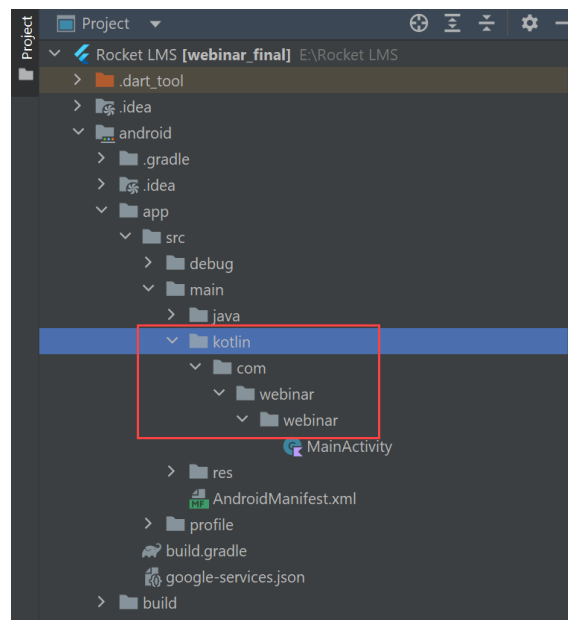 Project
Project
Rocket LMS [webinar_final] E:\Rocket LMS
.dart_tool
.idea
android
.gradle
.idea
app
src
debug
main
java
kotlin
com
webinar
webinar
MainActivity
res
MF
AndroidManifest.xml
profile
build.gradle
google-services.json
build